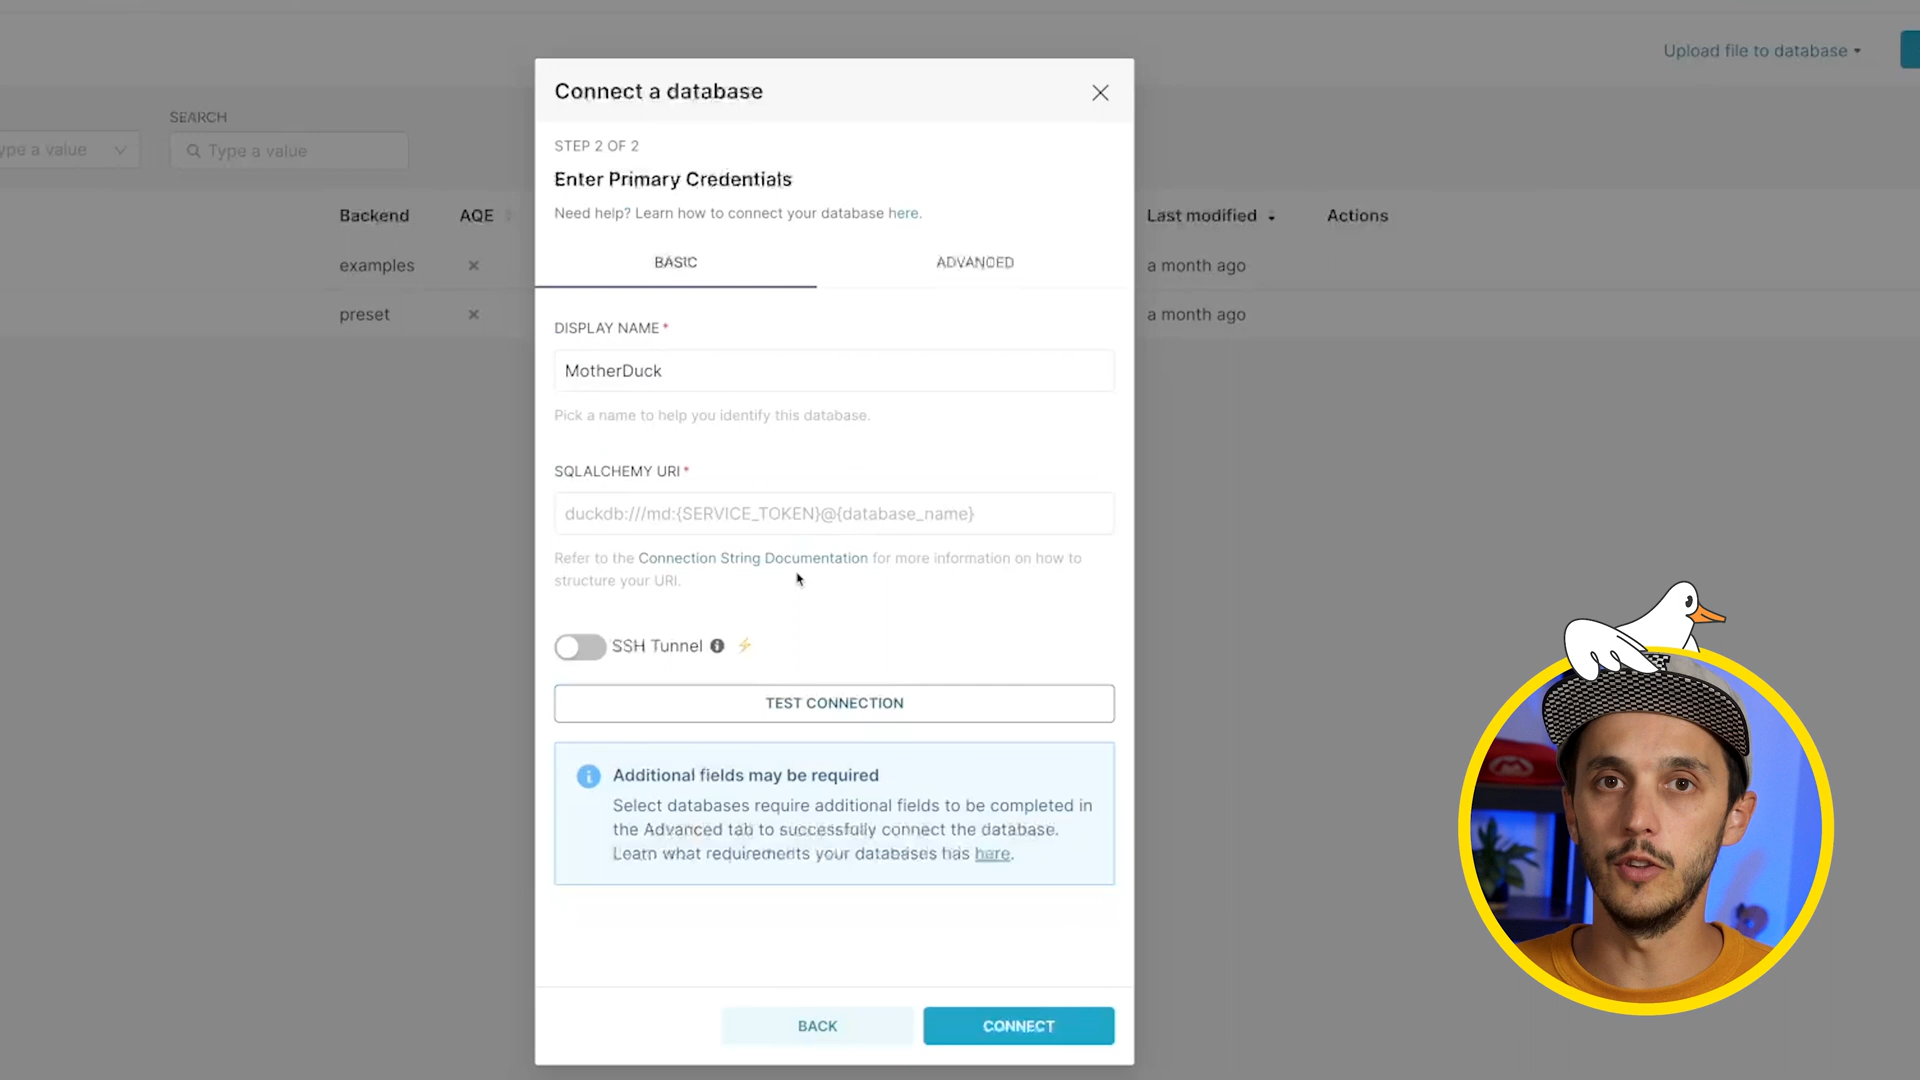 Upload file to database
Connect a database
SEARCH
ype a value
Type a value
STEP 2 OF 2
Enter Primary Credentials
Need help? Learn how to connect your database here.
Backend
AQE
Last modified
Actions
BASIC
ADVANCED
examples
a month ago
preset
a month ago
DISPLAY NAME *
MotherDuck
Pick a name to help you identify this database.
SQLALCHEMY URI *
duckdb:///md:{SERVICE_TOKEN}@{database_name}
Refer to the Connection String Documentation for more information on how to
structure your URI.
SSH Tunnel
TEST CONNECTION
Additional fields may be required
Select databases require additional fields to be completed in
the Advanced tab to successfully connect the database.
Learn what requirements your databases has here.
BACK
CONNECT
M